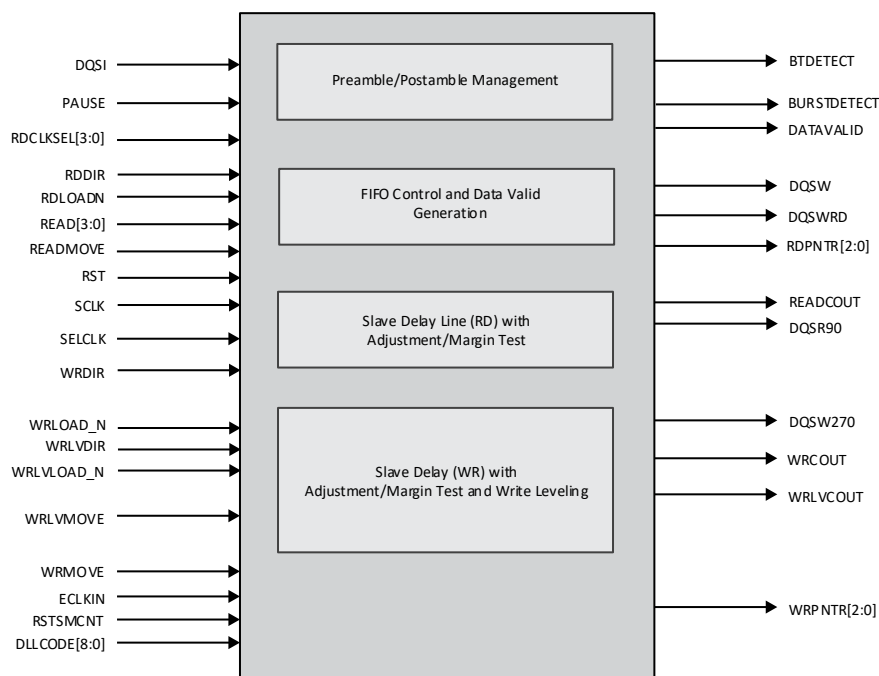 DQSI
PAUSE
RDCLKSEL[3:0]
RDDIR
RDLOADN
READ[3:0]
READMOVE
RST
SCLK
SELCLK
WRDIR
WRLOAD_N
WRLVDIR
WRLVLOAD_N
WRLVMOVE
WRMOVE
ECLKIN
RSTSMCNT
DLLCODE[8:0]
Preamble/Postamble Management
FIFO Control and Data Valid
Generation
Slave Delay Line (RD) with
Adjustment/Margin Test
Slave Delay (WR) with
Adjustment/Margin Test and Write Leveling
BTDETECT
BURSTDETECT
DATAVALID
DQSW
DQSWRD
RDPNTR[2:0]
READCOUT
DQSR90
DQSW270
WRCOUT
WRLVCOUT
WRPNTR[2:0]